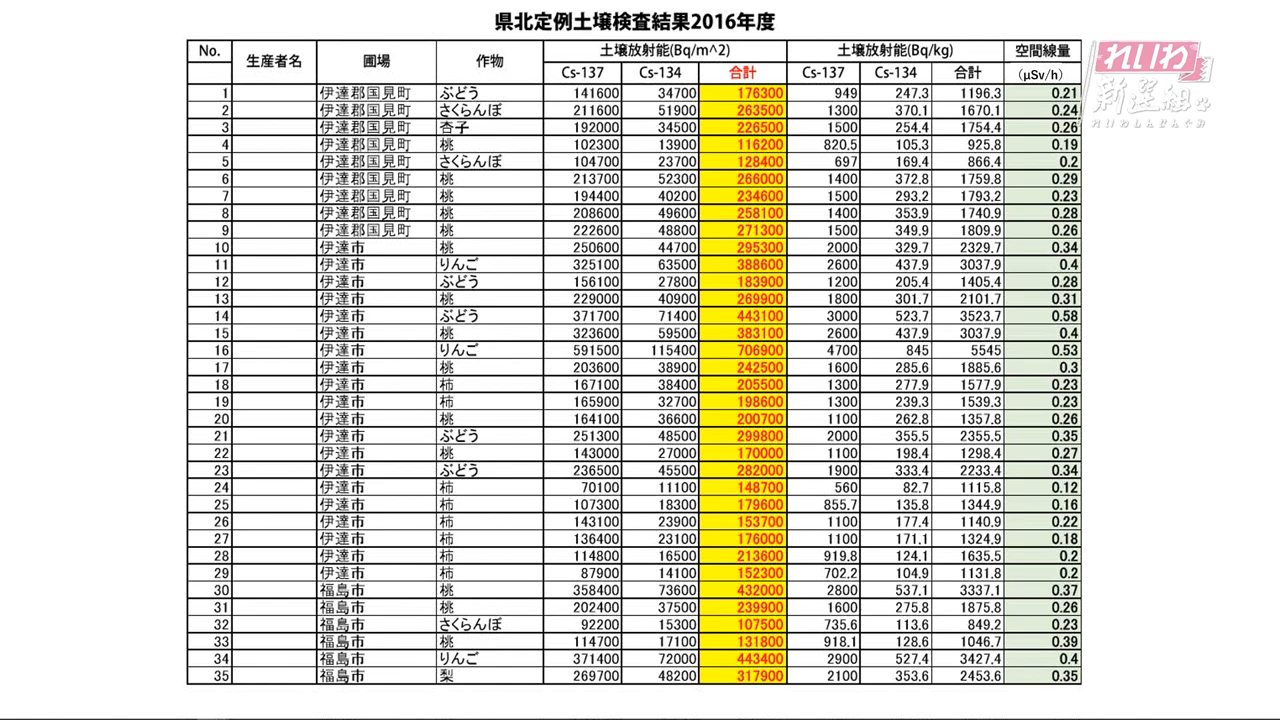 県北定例土壌検査結果2016年度
れいわ
新選組
れいわしんせんぐみ
No. 生産者名 圃場 作物 土壌放射能(Bq/m^2) 土壌放射能(Bq/kg) 空間線量
Cs-137 Cs-134 合計 Cs-137 Cs-134 合計 (μSv/h)
1 伊達郡国見町 ぶどう 141600 34700 176300 949 247.3 1196.3 0.21
2 伊達郡国見町 さくらんぼ 211600 51900 263500 1300 370.1 1670.1 0.24
3 伊達郡国見町 杏子 192000 34500 226500 1500 254.4 1754.4 0.26
4 伊達郡国見町 桃 102300 13900 116200 820.5 105.3 925.8 0.19
5 伊達郡国見町 さくらんぼ 104700 23700 128400 697 169.4 866.4 0.2
6 伊達郡国見町 桃 213700 52300 266000 1400 372.8 1759.8 0.29
7 伊達郡国見町 桃 194400 40200 234600 1500 293.2 1793.2 0.23
8 伊達郡国見町 桃 208600 49600 258100 1400 353.9 1740.9 0.28
9 伊達郡国見町 桃 222600 48800 271300 1500 349.9 1809.9 0.26
10 伊達市 桃 250600 44700 295300 2000 329.7 2329.7 0.34
11 伊達市 りんご 325100 63500 388600 2600 437.9 3037.9 0.4
12 伊達市 ぶどう 156100 27800 183900 1200 205.4 1405.4 0.28
13 伊達市 桃 229000 40900 269900 1800 301.7 2101.7 0.31
14 伊達市 ぶどう 371700 71400 443100 3000 523.7 3523.7 0.58
15 伊達市 桃 323600 59500 383100 2600 437.9 3037.9 0.4
16 伊達市 りんご 591500 115400 706900 4700 845 5545 0.53
17 伊達市 桃 203600 38900 242500 1600 285.6 1885.6 0.3
18 伊達市 柿 167100 38400 205500 1300 277.9 1577.9 0.23
19 伊達市 柿 165900 32700 198600 1300 239.3 1539.3 0.23
20 伊達市 桃 164100 36600 200700 1100 262.8 1357.8 0.26
21 伊達市 ぶどう 251300 48500 299800 2000 355.5 2355.5 0.35
22 伊達市 桃 143000 27000 170000 1100 198.4 1298.4 0.27
23 伊達市 ぶどう 236500 45500 282000 1900 333.4 2233.4 0.34
24 伊達市 柿 70100 11100 148700 560 82.7 1115.8 0.12
25 伊達市 柿 107300 18300 179600 855.7 135.8 1344.9 0.16
26 伊達市 柿 143100 23900 153700 1100 177.4 1140.9 0.22
27 伊達市 柿 136400 23100 176000 1100 171.1 1324.9 0.18
28 伊達市 柿 114800 16500 213600 919.8 124.1 1635.5 0.2
29 伊達市 柿 87900 14100 152300 702.2 104.9 1131.8 0.2
30 福島市 桃 358400 73600 432000 2800 537.1 3337.1 0.37
31 福島市 桃 202400 37500 239900 1600 275.8 1875.8 0.26
32 福島市 さくらんぼ 92200 15300 107500 735.6 113.6 849.2 0.23
33 福島市 桃 114700 17100 131800 918.1 128.6 1046.7 0.39
34 福島市 りんご 371400 72000 443400 2900 527.4 3427.4 0.4
35 福島市 梨 269700 48200 317900 2100 353.6 2453.6 0.35